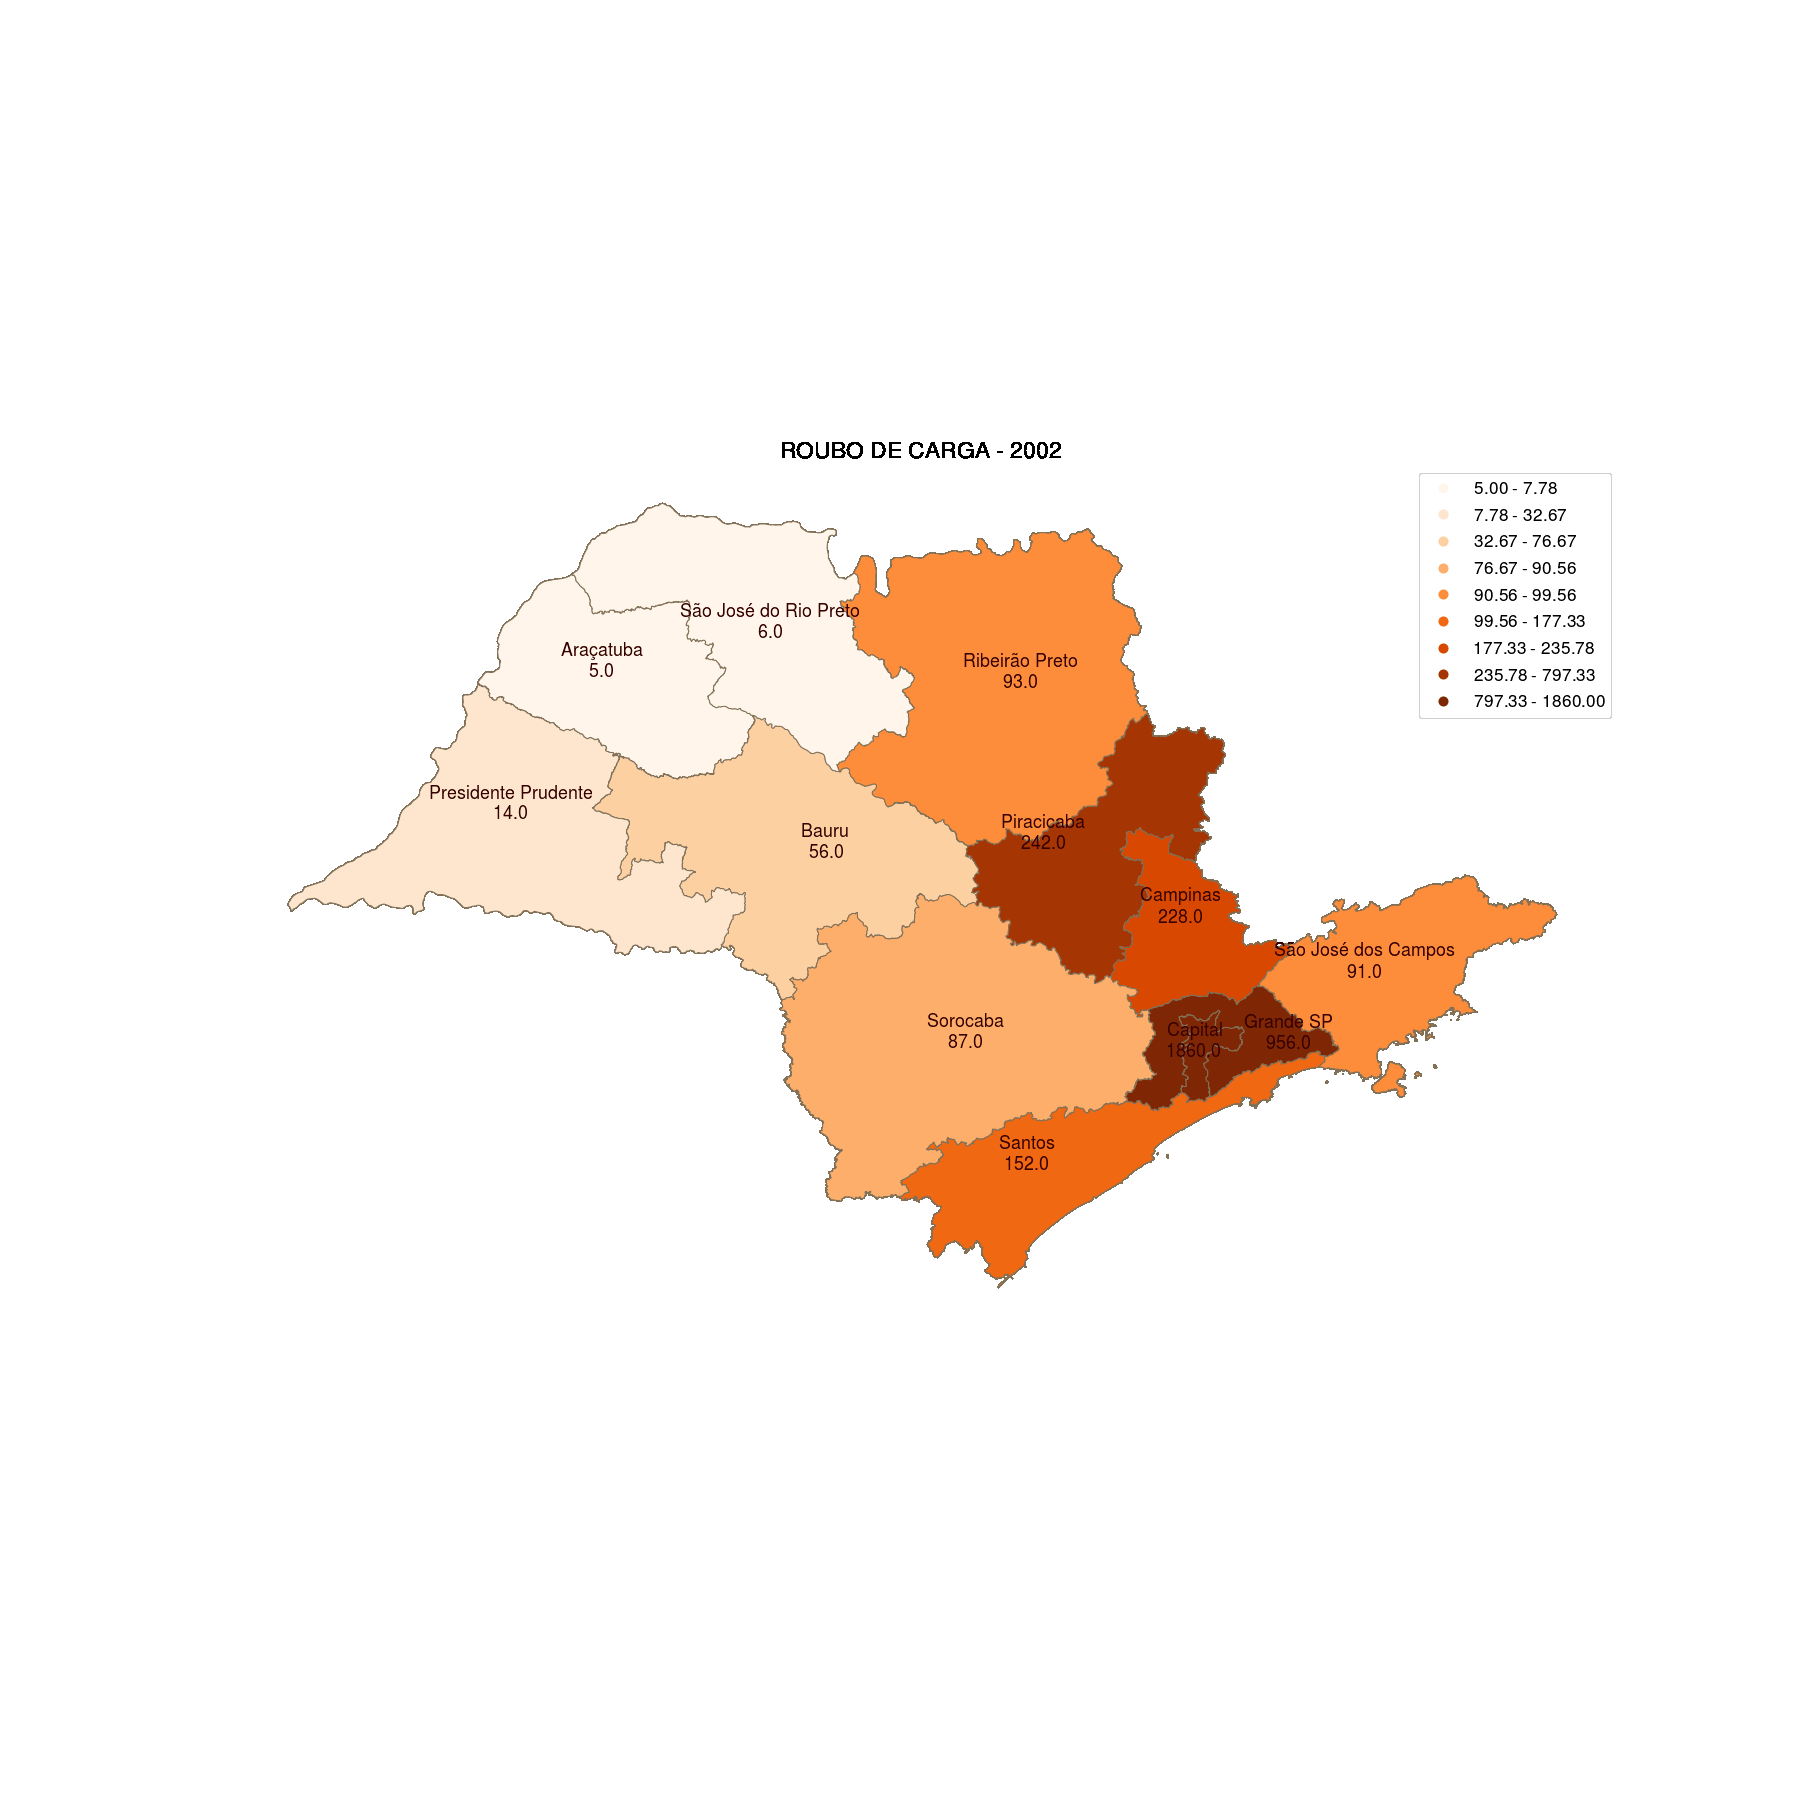 ROUBO DE CARGA - 2002
5.00 - 7.78
7.78 - 32.67
32.67 - 76.67
76.67 - 90.56
90.56 - 99.56
99.56 - 177.33
177.33 - 235.78
235.78 - 797.33
797.33 - 1860.00
São José do Rio Preto
6.0
Araçatuba
5.0
Ribeirão Preto
93.0
Presidente Prudente
14.0
Bauru
56.0
Piracicaba
242.0
Campinas
228.0
São José dos Campos
91.0
Sorocaba
87.0
Capital
1860.0
Grande SP
956.0
Santos
152.0